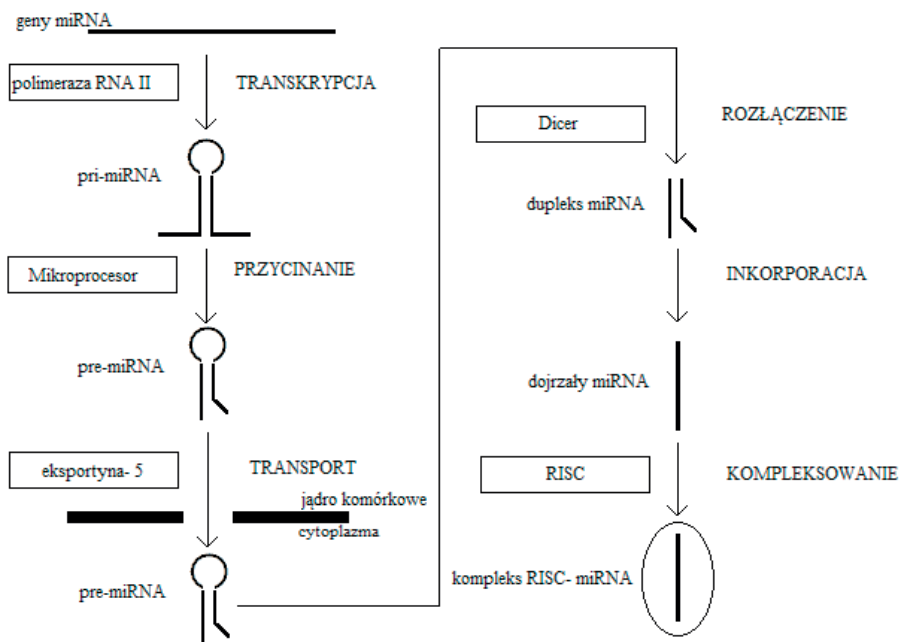 geny miRNA
polimeraza RNA II
TRANSKRYPCJA
pri-miRNA
Mikroprocesor
PRZYCINANIE
pre-miRNA
eksportyna- 5
TRANSPORT
jądro komórkowe
cytoplazma
pre-miRNA
Dicer
ROZŁĄCZENIE
dupleks miRNA
INKORPORACJA
dojrzały miRNA
RISC
KOMPLEKSOWANIE
kompleks RISC- miRNA